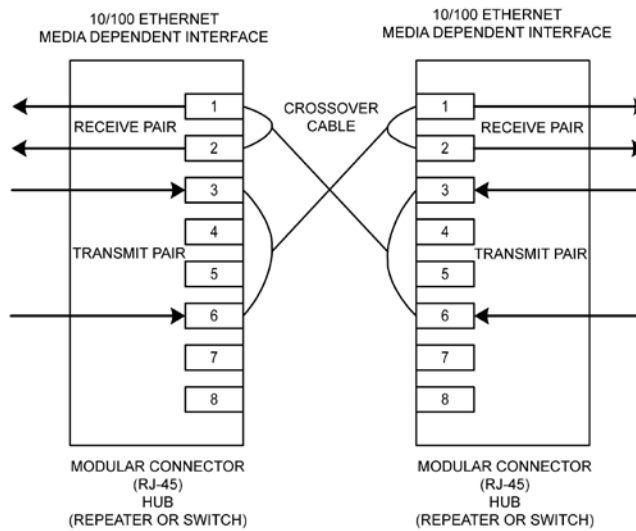 10/100 ETHERNET
MEDIA DEPENDENT INTERFACE
10/100 ETHERNET
MEDIA DEPENDENT INTERFACE
1
RECEIVE PAIR
2
3
4
TRANSMIT PAIR
5
6
7
8
CROSSOVER
CABLE
1
RECEIVE PAIR
2
3
4
TRANSMIT PAIR
5
6
7
8
MODULAR CONNECTOR
(RJ-45)
HUB
(REPEATER OR SWITCH)
MODULAR CONNECTOR
(RJ-45)
HUB
(REPEATER OR SWITCH)